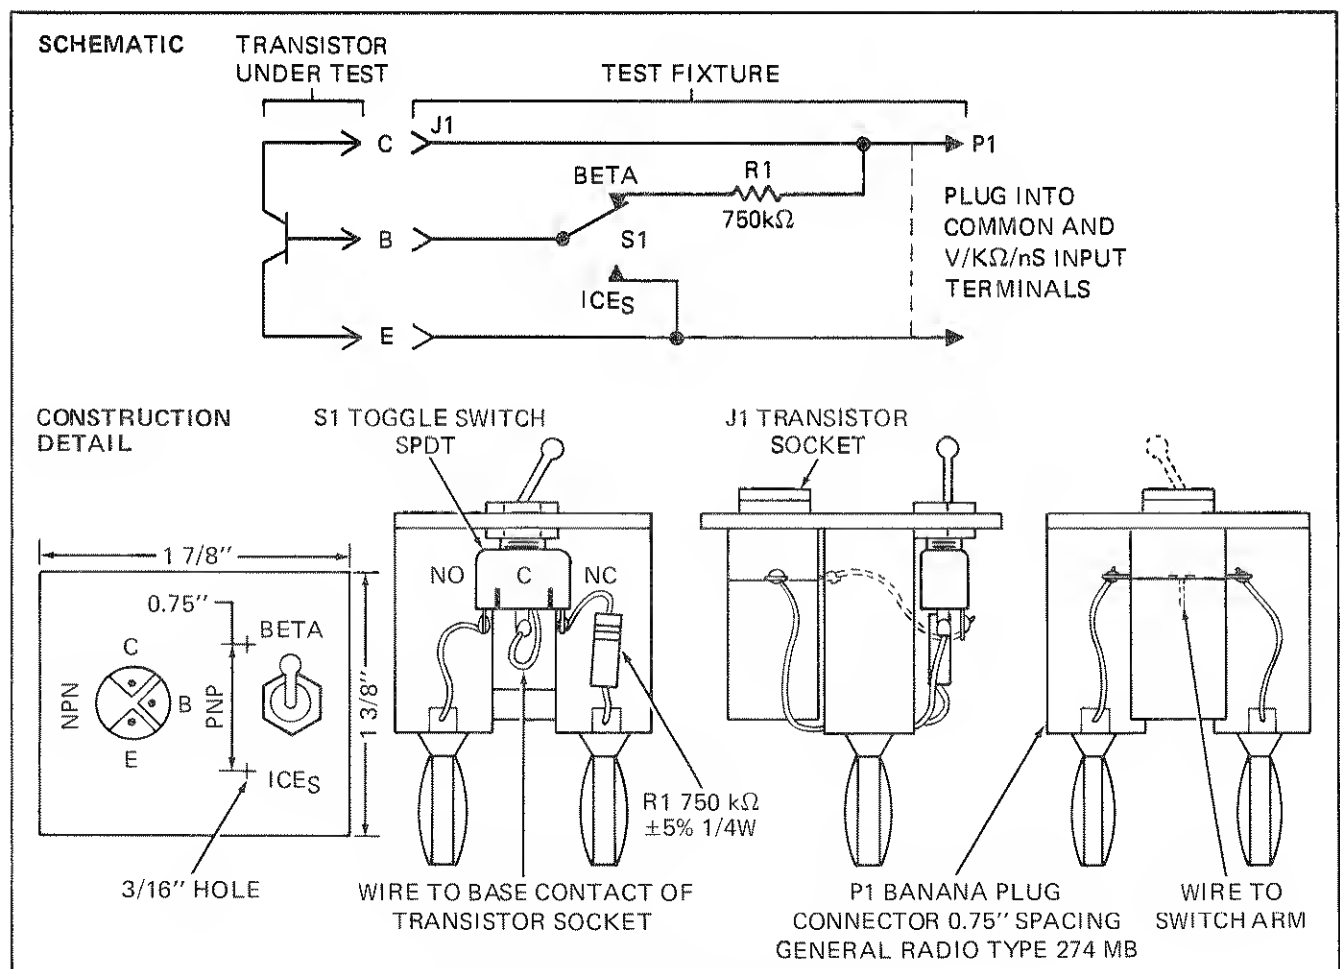 SCHEMATIC
TRANSISTOR
UNDER TEST
TEST FIXTURE
C
J1
P1
BETA
R1
750kΩ
B
S1
ICES
E
PLUG INTO
COMMON AND
V/KΩ/nS INPUT
TERMINALS
CONSTRUCTION
DETAIL
S1 TOGGLE SWITCH
SPDT
J1 TRANSISTOR
SOCKET
1 7/8"
NO
C
NC
0.75"
BETA
C
NPN
B
PNP
1 3/8"
E
ICES
R1 750 kΩ
±5% 1/4W
3/16" HOLE
WIRE TO BASE CONTACT OF
TRANSISTOR SOCKET
P1 BANANA PLUG
CONNECTOR 0.75" SPACING
GENERAL RADIO TYPE 274 MB
WIRE TO
SWITCH ARM